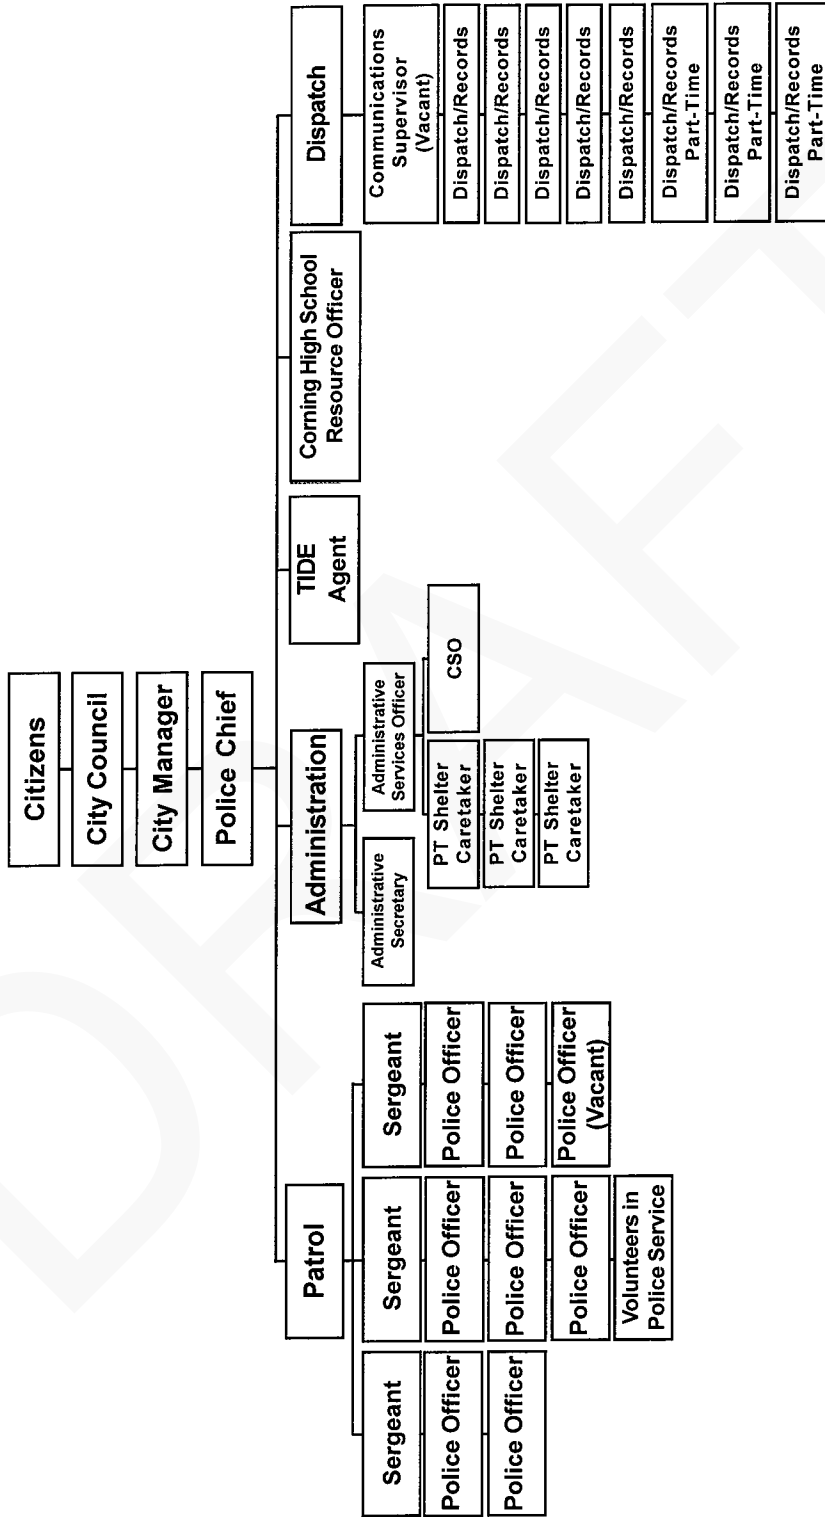 Citizens
City Council
City Manager
Police Chief
Patrol
Administration
TIDE
Agent
Corning High School
Resource Officer
Dispatch
Sergeant
Police Officer
Police Officer
Sergeant
Police Officer
Police Officer
Police Officer
Volunteers in
Police Service
Sergeant
Police Officer
Police Officer
Police Officer
(Vacant)
Administrative
Secretary
Administrative
Services Officer
PT Shelter
Caretaker
PT Shelter
Caretaker
PT Shelter
Caretaker
CSO
Communications
Supervisor
(Vacant)
Dispatch/Records
Dispatch/Records
Dispatch/Records
Dispatch/Records
Dispatch/Records
Dispatch/Records
Part-Time
Dispatch/Records
Part-Time
Dispatch/Records
Part-Time
DRAFT